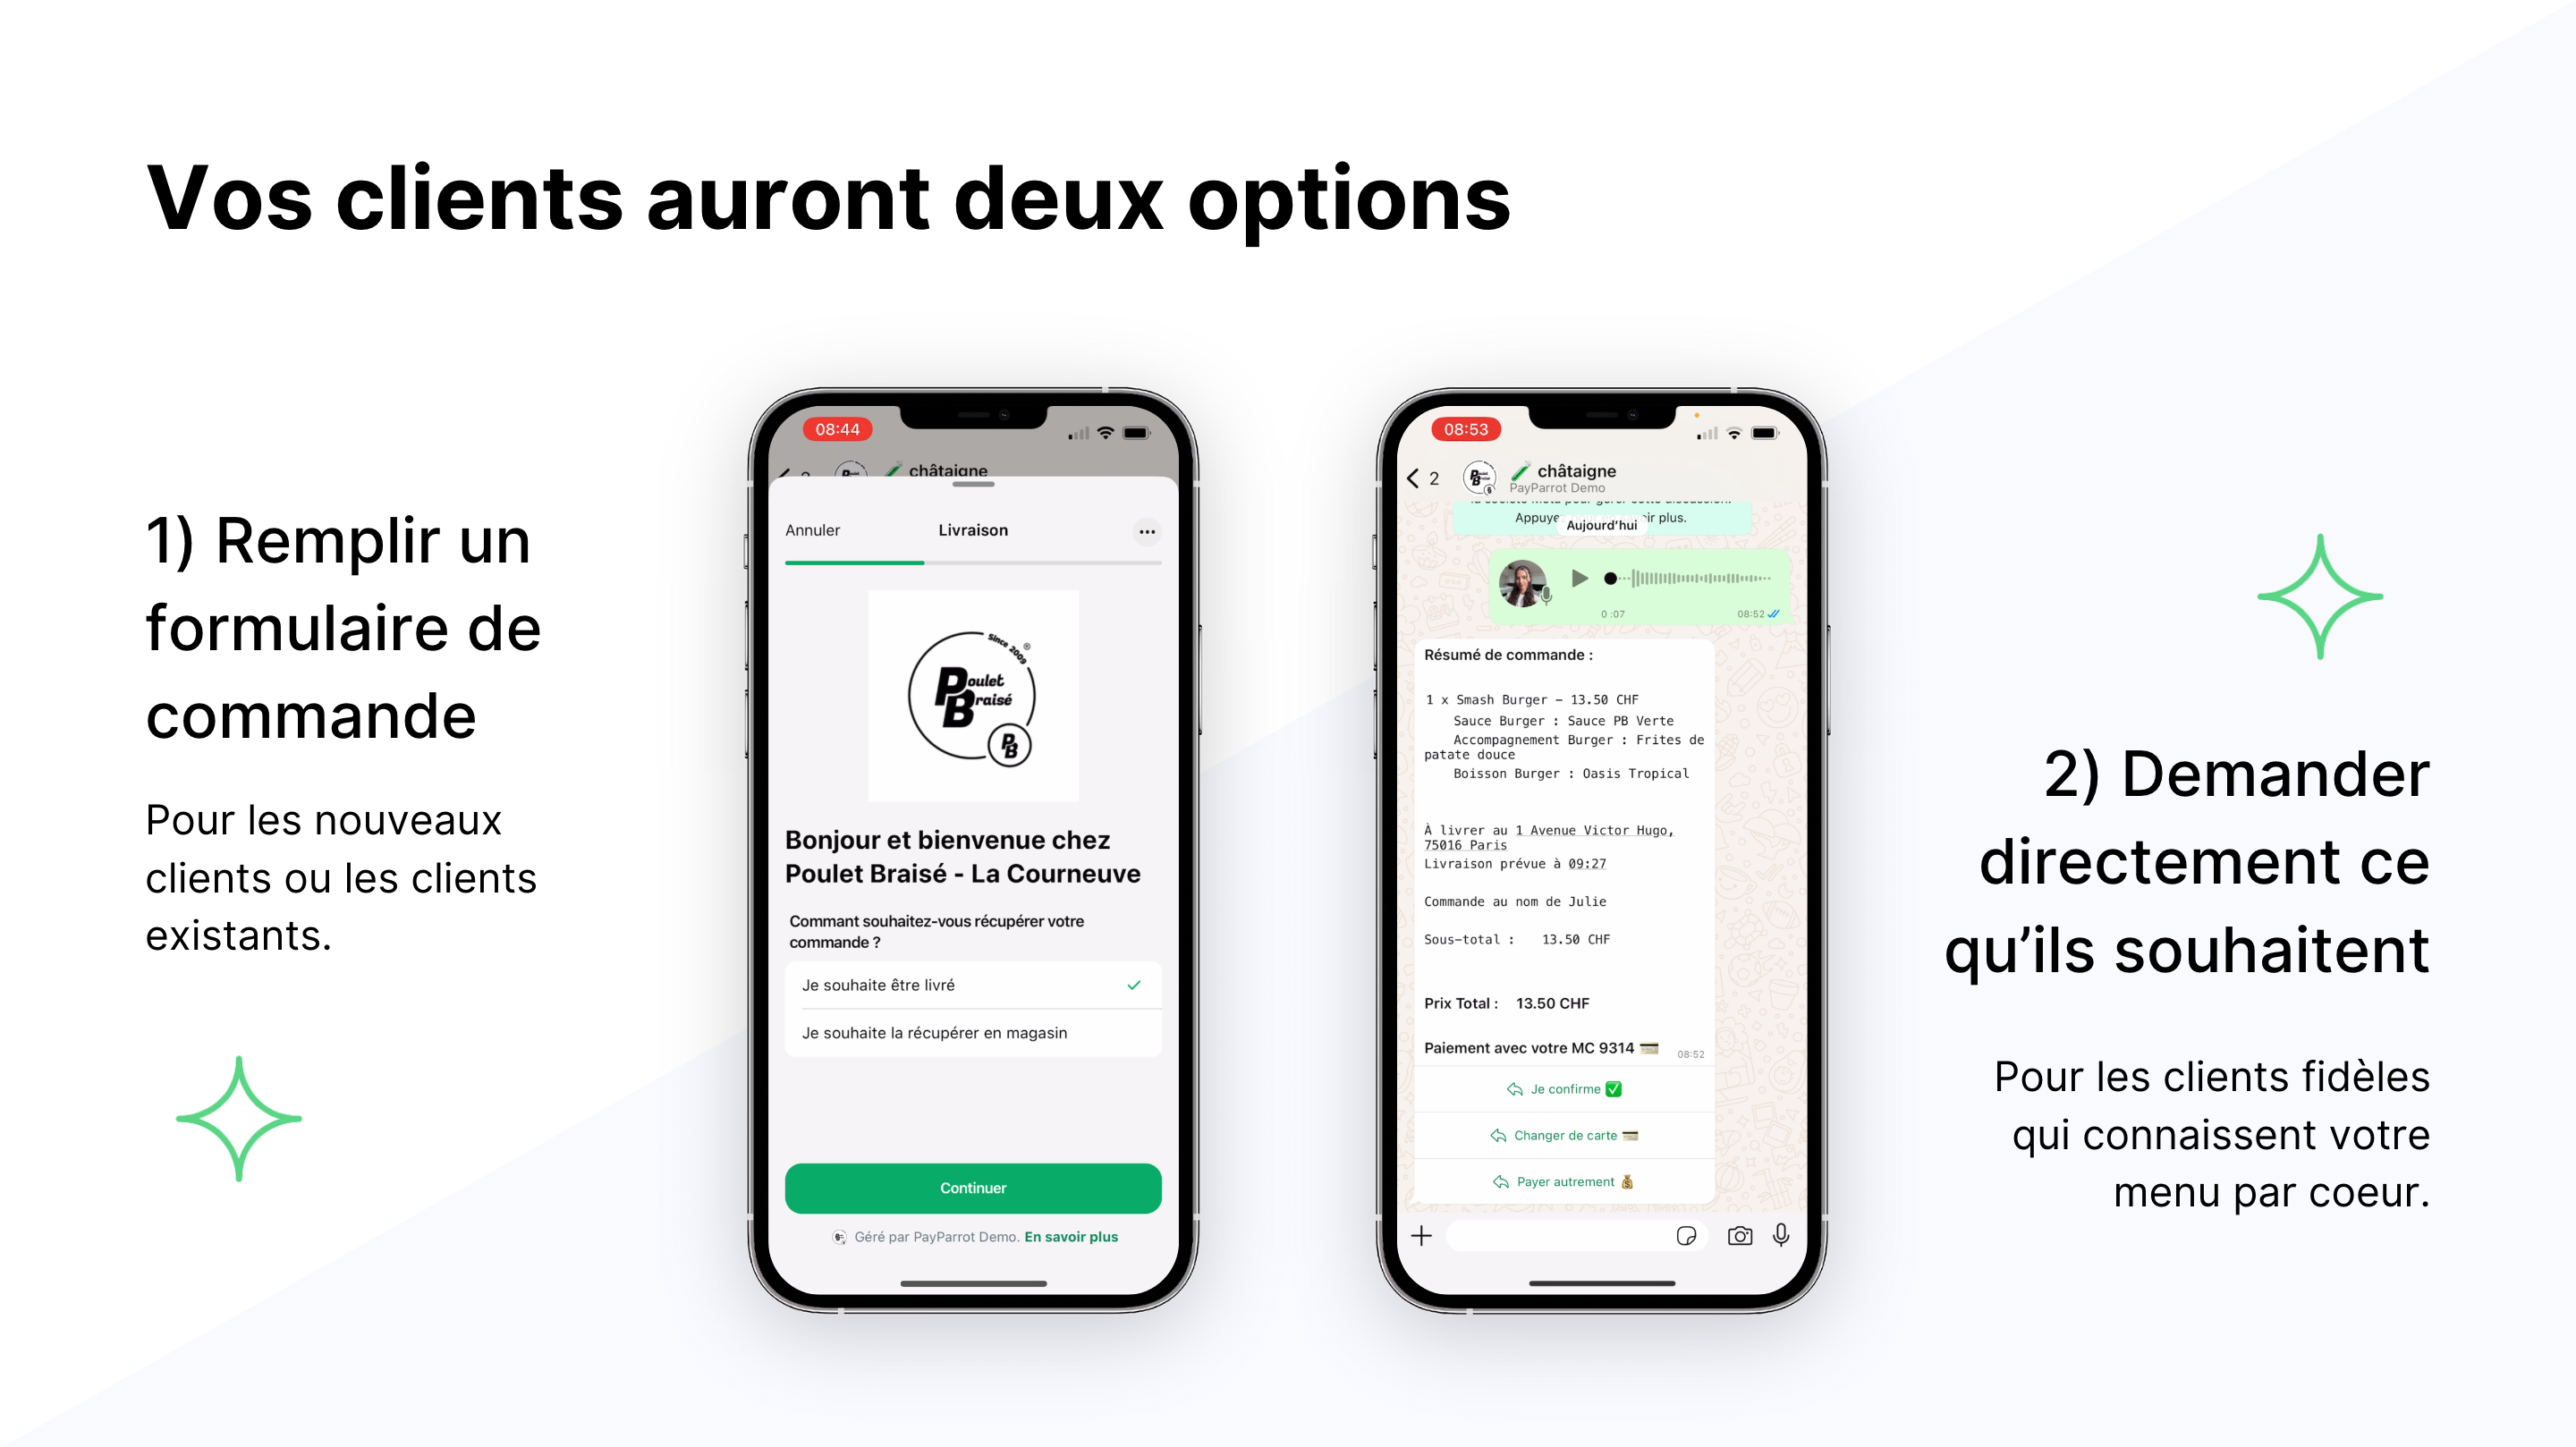 Vos clients auront deux options
1) Remplir un
formulaire de
commande
Pour les nouveaux
clients ou les clients
existants.
08:44
châtaigne
Annuler
Livraison
Since 2009
®
Poulet
Braisé
PB
Bonjour et bienvenue chez
Poulet Braisé - La Courneuve
Commant souhaitez-vous récupérer votre
commande ?
Je souhaite être livré
Je souhaite la récupérer en magasin
Continuer
Géré par PayParrot Demo. En savoir plus
08:53
2
châtaigne
PayParrot Demo
Appuye ir plus.
Aujourd’hui
0 :07
08:52
Résumé de commande :
1 x Smash Burger – 13.50 CHF
Sauce Burger : Sauce PB Verte
Accompagnement Burger : Frites de
patate douce
Boisson Burger : Oasis Tropical
À livrer au 1 Avenue Victor Hugo,
75016 Paris
Livraison prévue à 09:27
Commande au nom de Julie
Sous-total : 13.50 CHF
Prix Total : 13.50 CHF
Paiement avec votre MC 9314 💳
08:52
Je confirme ✅
Changer de carte 💳
Payer autrement 💰
2) Demander
directement ce
qu’ils souhaitent
Pour les clients fidèles
qui connaissent votre
menu par coeur.